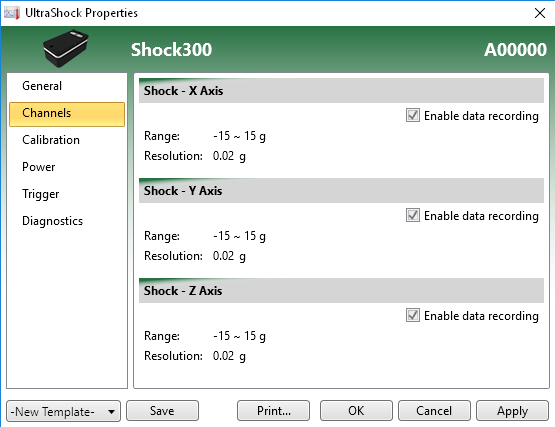 UltraShock Properties
Shock300 A00000
General
Channels
Calibration
Power
Trigger
Diagnostics
Shock - X Axis
Enable data recording
Range: -15 ~ 15 g
Resolution: 0.02 g
Shock - Y Axis
Enable data recording
Range: -15 ~ 15 g
Resolution: 0.02 g
Shock - Z Axis
Enable data recording
Range: -15 ~ 15 g
Resolution: 0.02 g
-New Template- Save Print... OK Cancel Apply